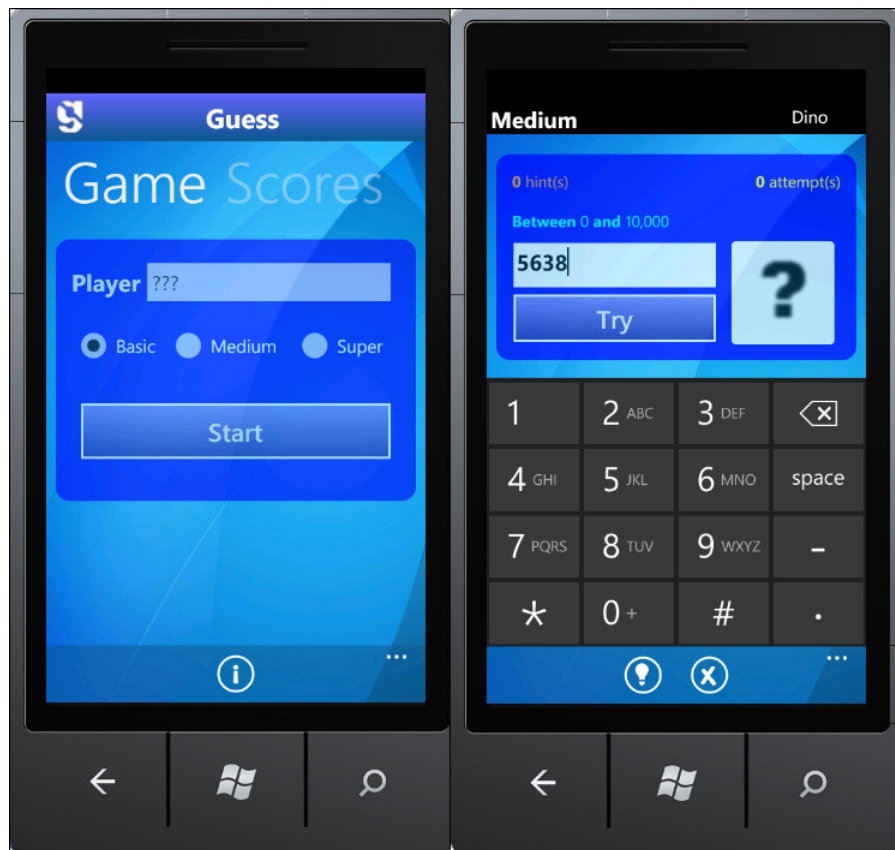 Guess
Game Scores
Player ???
Basic Medium Super
Start
...
Medium Dino
0 hint(s) 0 attempt(s)
Between 0 and 10,000
5638 ?
Try
1 2 ABC 3 DEF
4 GHI 5 JKL 6 MNO space
7 PQRS 8 TUV 9 WXYZ -
* 0 + # .
...